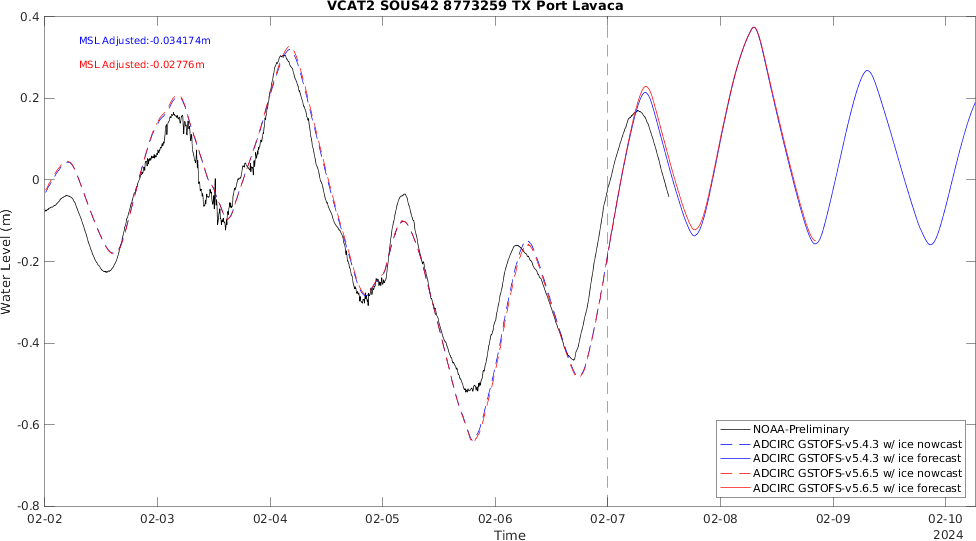 VCAT2 SOUS42 8773259 TX Port Lavaca
0.4
MSL Adjusted:-0.034174m
MSL Adjusted:-0.02776m
0.2
0
-0.2
-0.4
-0.6
-0.8
Water Level (m)
NOAA-Preliminary
ADCIRC GSTOFS-v5.4.3 w/ ice nowcast
ADCIRC GSTOFS-v5.4.3 w/ ice forecast
ADCIRC GSTOFS-v5.6.5 w/ ice nowcast
ADCIRC GSTOFS-v5.6.5 w/ ice forecast
02-02 02-03 02-04 02-05 02-06 02-07 02-08 02-09 02-10
Time
2024